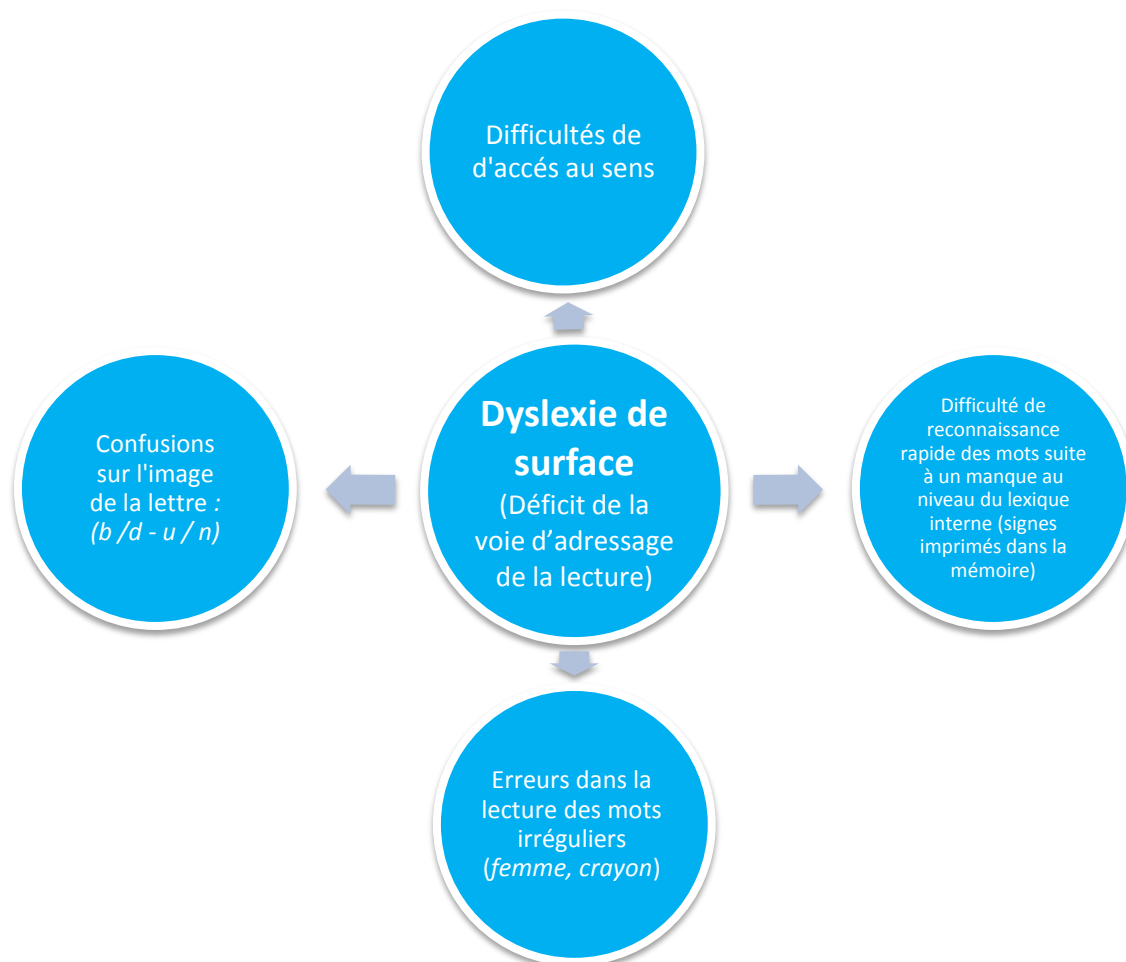 Difficultés de
d'accés au sens
Confusions
sur l'image
de la lettre :
(b /d - u / n)
Dyslexie de
surface
(Déficit de la
voie d’adressage
de la lecture)
Difficulté de
reconnaissance
rapide des mots suite
à un manque au
niveau du lexique
interne (signes
imprimés dans la
mémoire)
Erreurs dans la
lecture des mots
irréguliers
(femme, crayon)